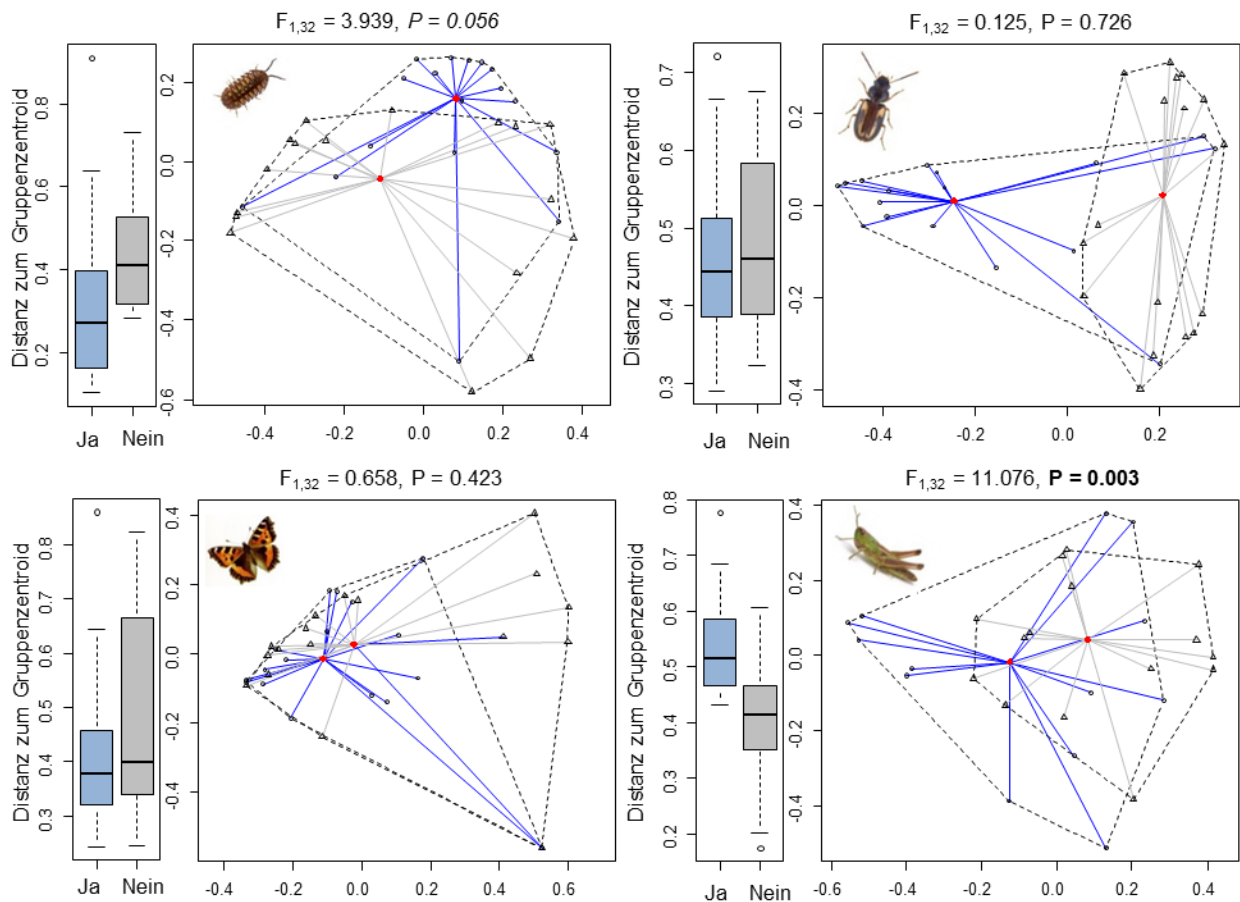 F1,32 = 3.939, P = 0.056
Distanz zum Gruppenzentroid
0.2 0.4 0.6 0.8
Ja Nein
-0.6 -0.4 -0.2 0.0 0.2
-0.4 -0.2 0.0 0.2 0.4
F1,32 = 0.125, P = 0.726
Distanz zum Gruppenzentroid
0.3 0.4 0.5 0.6 0.7
Ja Nein
-0.4 -0.2 0.0 0.2
-0.4 -0.2 0.0 0.2
F1,32 = 0.658, P = 0.423
Distanz zum Gruppenzentroid
0.3 0.4 0.5 0.6 0.7 0.8
Ja Nein
-0.4 -0.2 0.0 0.2 0.4
-0.4 -0.2 0.0 0.2 0.4 0.6
F1,32 = 11.076, P = 0.003
Distanz zum Gruppenzentroid
0.2 0.3 0.4 0.5 0.6 0.7 0.8
Ja Nein
-0.4 -0.2 0.0 0.2 0.4
-0.6 -0.4 -0.2 0.0 0.2 0.4